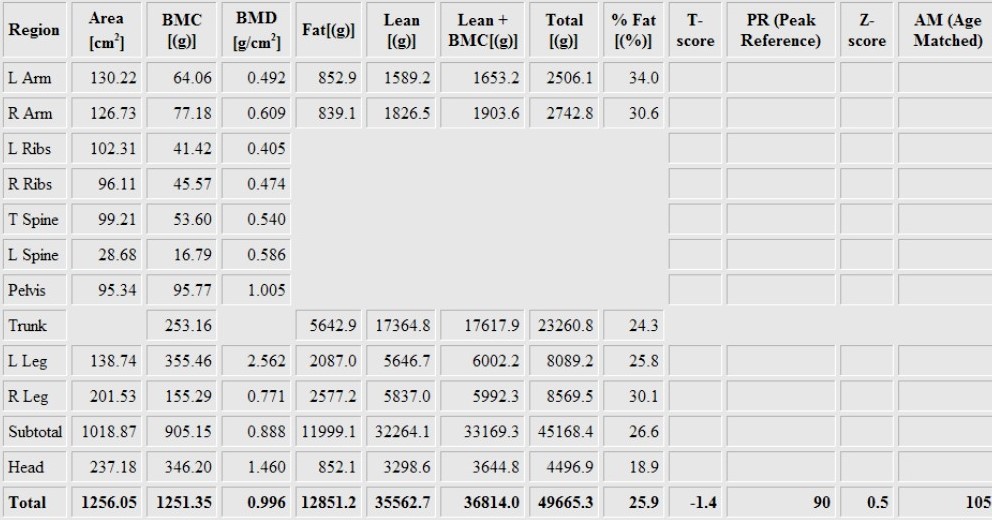 Region Area [cm²] BMC [(g)] BMD [g/cm²] Fat[(g)] Lean [(g)] Lean + BMC[(g)] Total [(g)] % Fat [(%)] T-score PR (Peak Reference) Z-score AM (Age Matched)
L Arm 130.22 64.06 0.492 852.9 1589.2 1653.2 2506.1 34.0
R Arm 126.73 77.18 0.609 839.1 1826.5 1903.6 2742.8 30.6
L Ribs 102.31 41.42 0.405
R Ribs 96.11 45.57 0.474
T Spine 99.21 53.60 0.540
L Spine 28.68 16.79 0.586
Pelvis 95.34 95.77 1.005
Trunk 253.16 5642.9 17364.8 17617.9 23260.8 24.3
L Leg 138.74 355.46 2.562 2087.0 5646.7 6002.2 8089.2 25.8
R Leg 201.53 155.29 0.771 2577.2 5837.0 5992.3 8569.5 30.1
Subtotal 1018.87 905.15 0.888 11999.1 32264.1 33169.3 45168.4 26.6
Head 237.18 346.20 1.460 852.1 3298.6 3644.8 4496.9 18.9
Total 1256.05 1251.35 0.996 12851.2 35562.7 36814.0 49665.3 25.9 -1.4 90 0.5 105